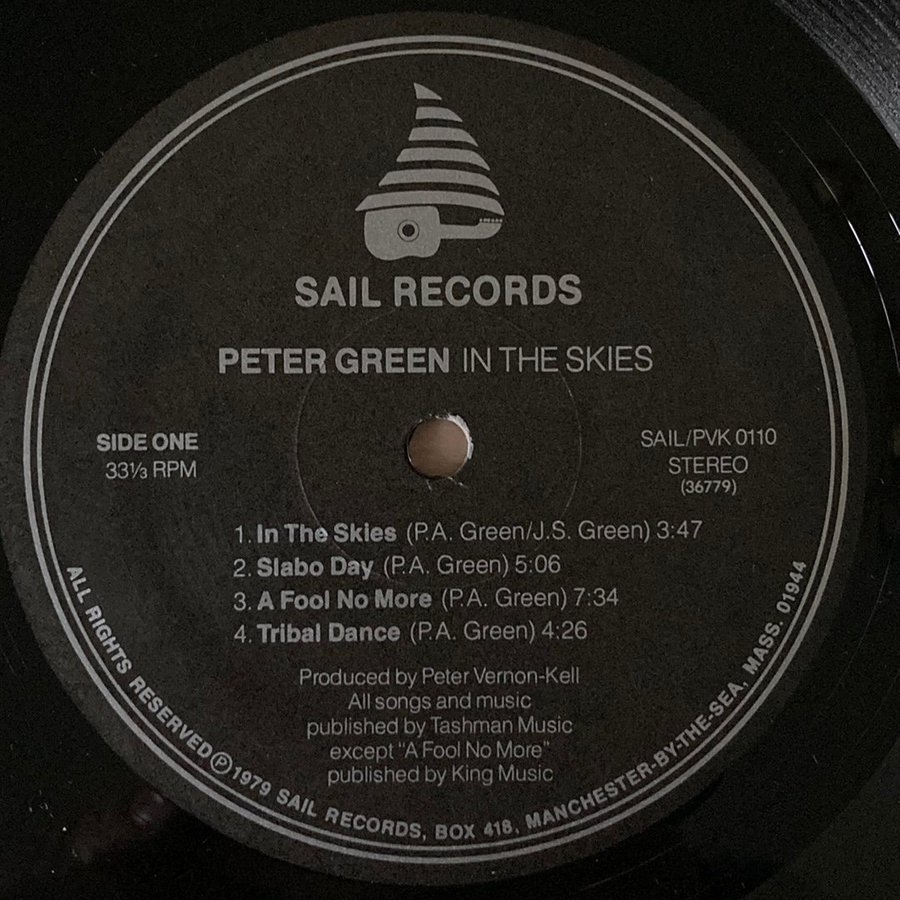 SAIL RECORDS
PETER GREEN IN THE SKIES
SIDE ONE
33⅓ RPM
SAIL/PVK 0110
STEREO
(36779)
1. In The Skies (P.A. Green/J.S. Green) 3:47
2. Slabo Day (P.A. Green) 5:06
3. A Fool No More (P.A. Green) 7:34
4. Tribal Dance (P.A. Green) 4:26
Produced by Peter Vernon-Kell
All songs and music
published by Tashman Music
except "A Fool No More"
published by King Music
ALL RIGHTS RESERVED Ⓟ 1979 SAIL RECORDS, BOX 418, MANCHESTER-BY-THE-SEA, MASS. 01944